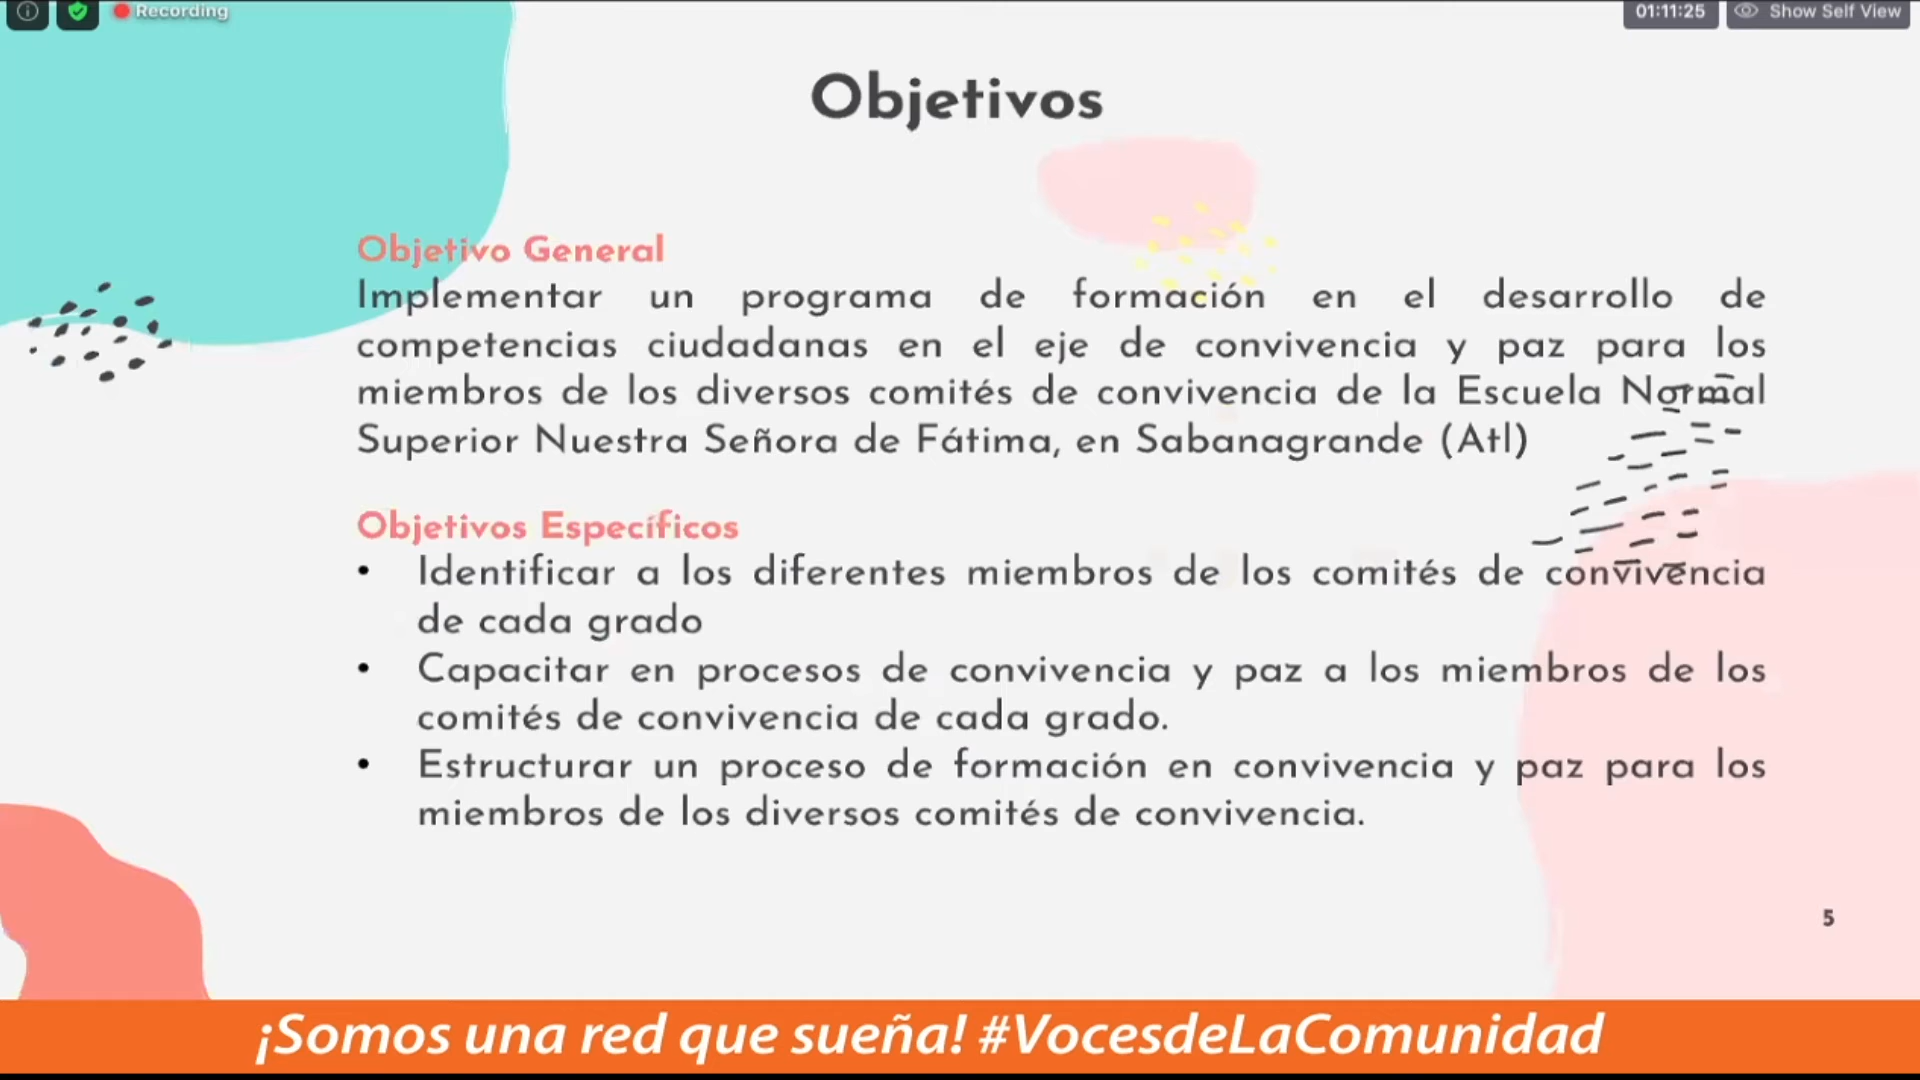 Recording
01:11:25
Show Self View
Objetivos
Objetivo General
Implementar un programa de formación en el desarrollo de
competencias ciudadanas en el eje de convivencia y paz para los
miembros de los diversos comités de convivencia de la Escuela Normal
Superior Nuestra Señora de Fátima, en Sabanagrande (Atl)
Objetivos Específicos
• Identificar a los diferentes miembros de los comités de convivencia
de cada grado
• Capacitar en procesos de convivencia y paz a los miembros de los
comités de convivencia de cada grado.
• Estructurar un proceso de formación en convivencia y paz para los
miembros de los diversos comités de convivencia.
5
¡Somos una red que sueña! #VocesdeLaComunidad